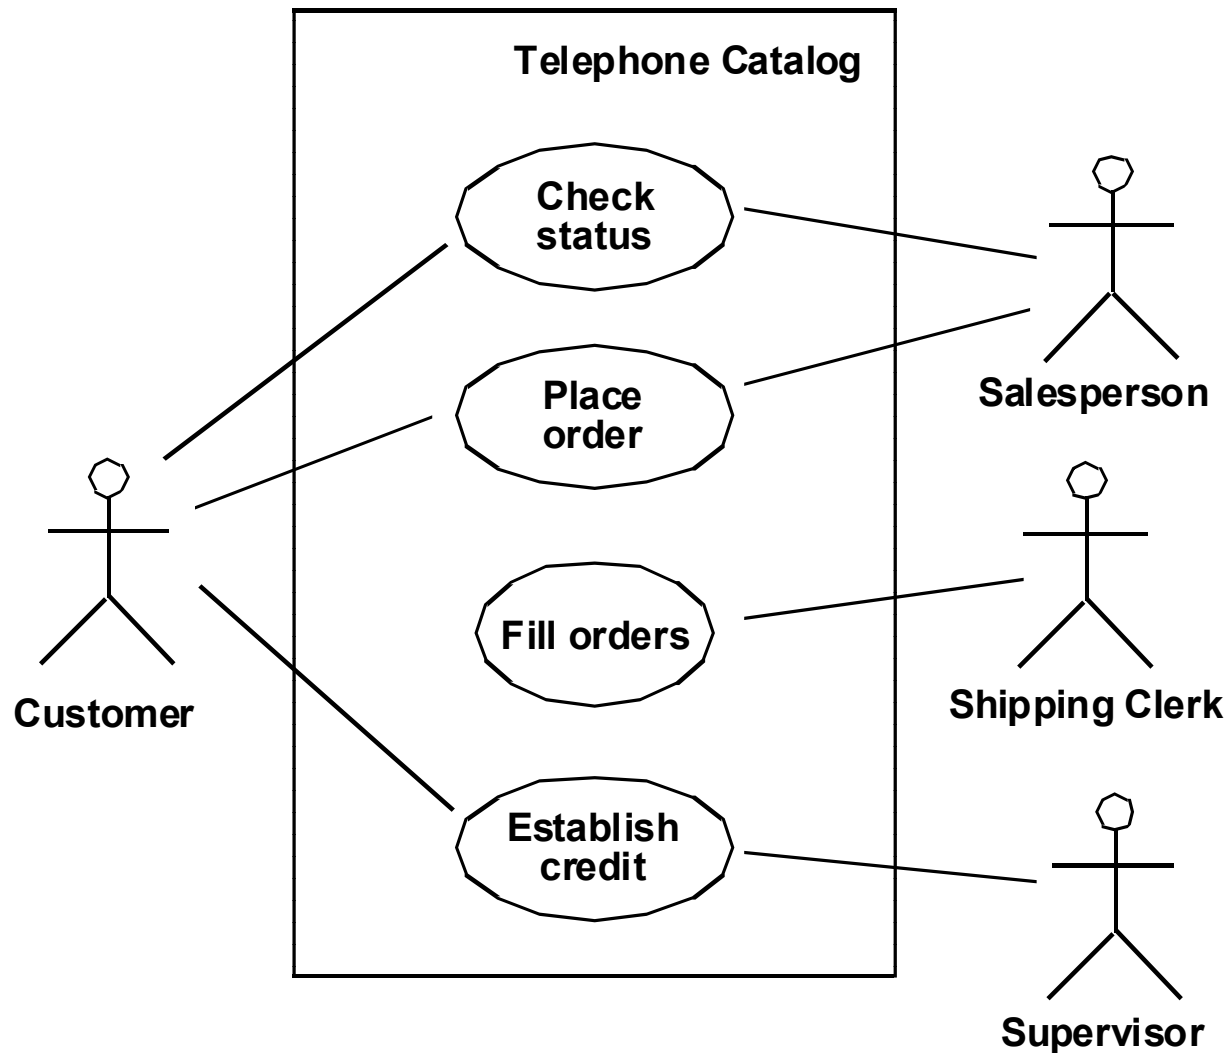 Telephone Catalog
Check
status
Place
order
Salesperson
Fill orders
Customer
Shipping Clerk
Establish
credit
Supervisor